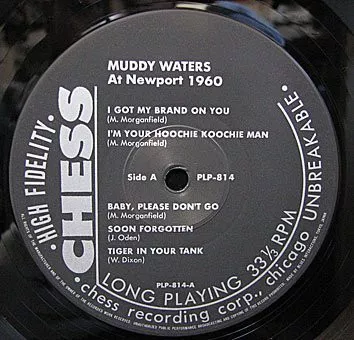 MUDDY WATERS
At Newport 1960
I GOT MY BRAND ON YOU
(M. Morganfield)
I'M YOUR HOOCHIE KOOCHIE MAN
(M. Morganfield)
Side A PLP-814
BABY, PLEASE DON'T GO
(M. Morganfield)
SOON FORGOTTEN
(J. Oden)
TIGER IN YOUR TANK
(W. Dixon)
PLP-814-A
• HIGH FIDELITY •
CHESS
LONG PLAYING 33⅓ RPM
chess recording corp., chicago UNBREAKABLE •